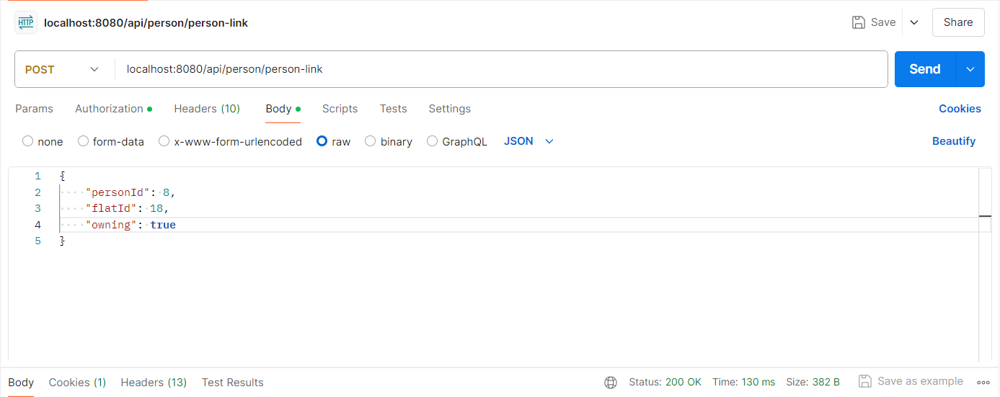 HTTP localhost:8080/api/person/person-link Save Share
POST localhost:8080/api/person/person-link Send
Params Authorization Headers (10) Body Scripts Tests Settings Cookies
none form-data x-www-form-urlencoded raw binary GraphQL JSON Beautify
1 {
2 "personId": 8,
3 "flatId": 18,
4 "owning": true
5 }
Body Cookies (1) Headers (13) Test Results Status: 200 OK Time: 130 ms Size: 382 B Save as example